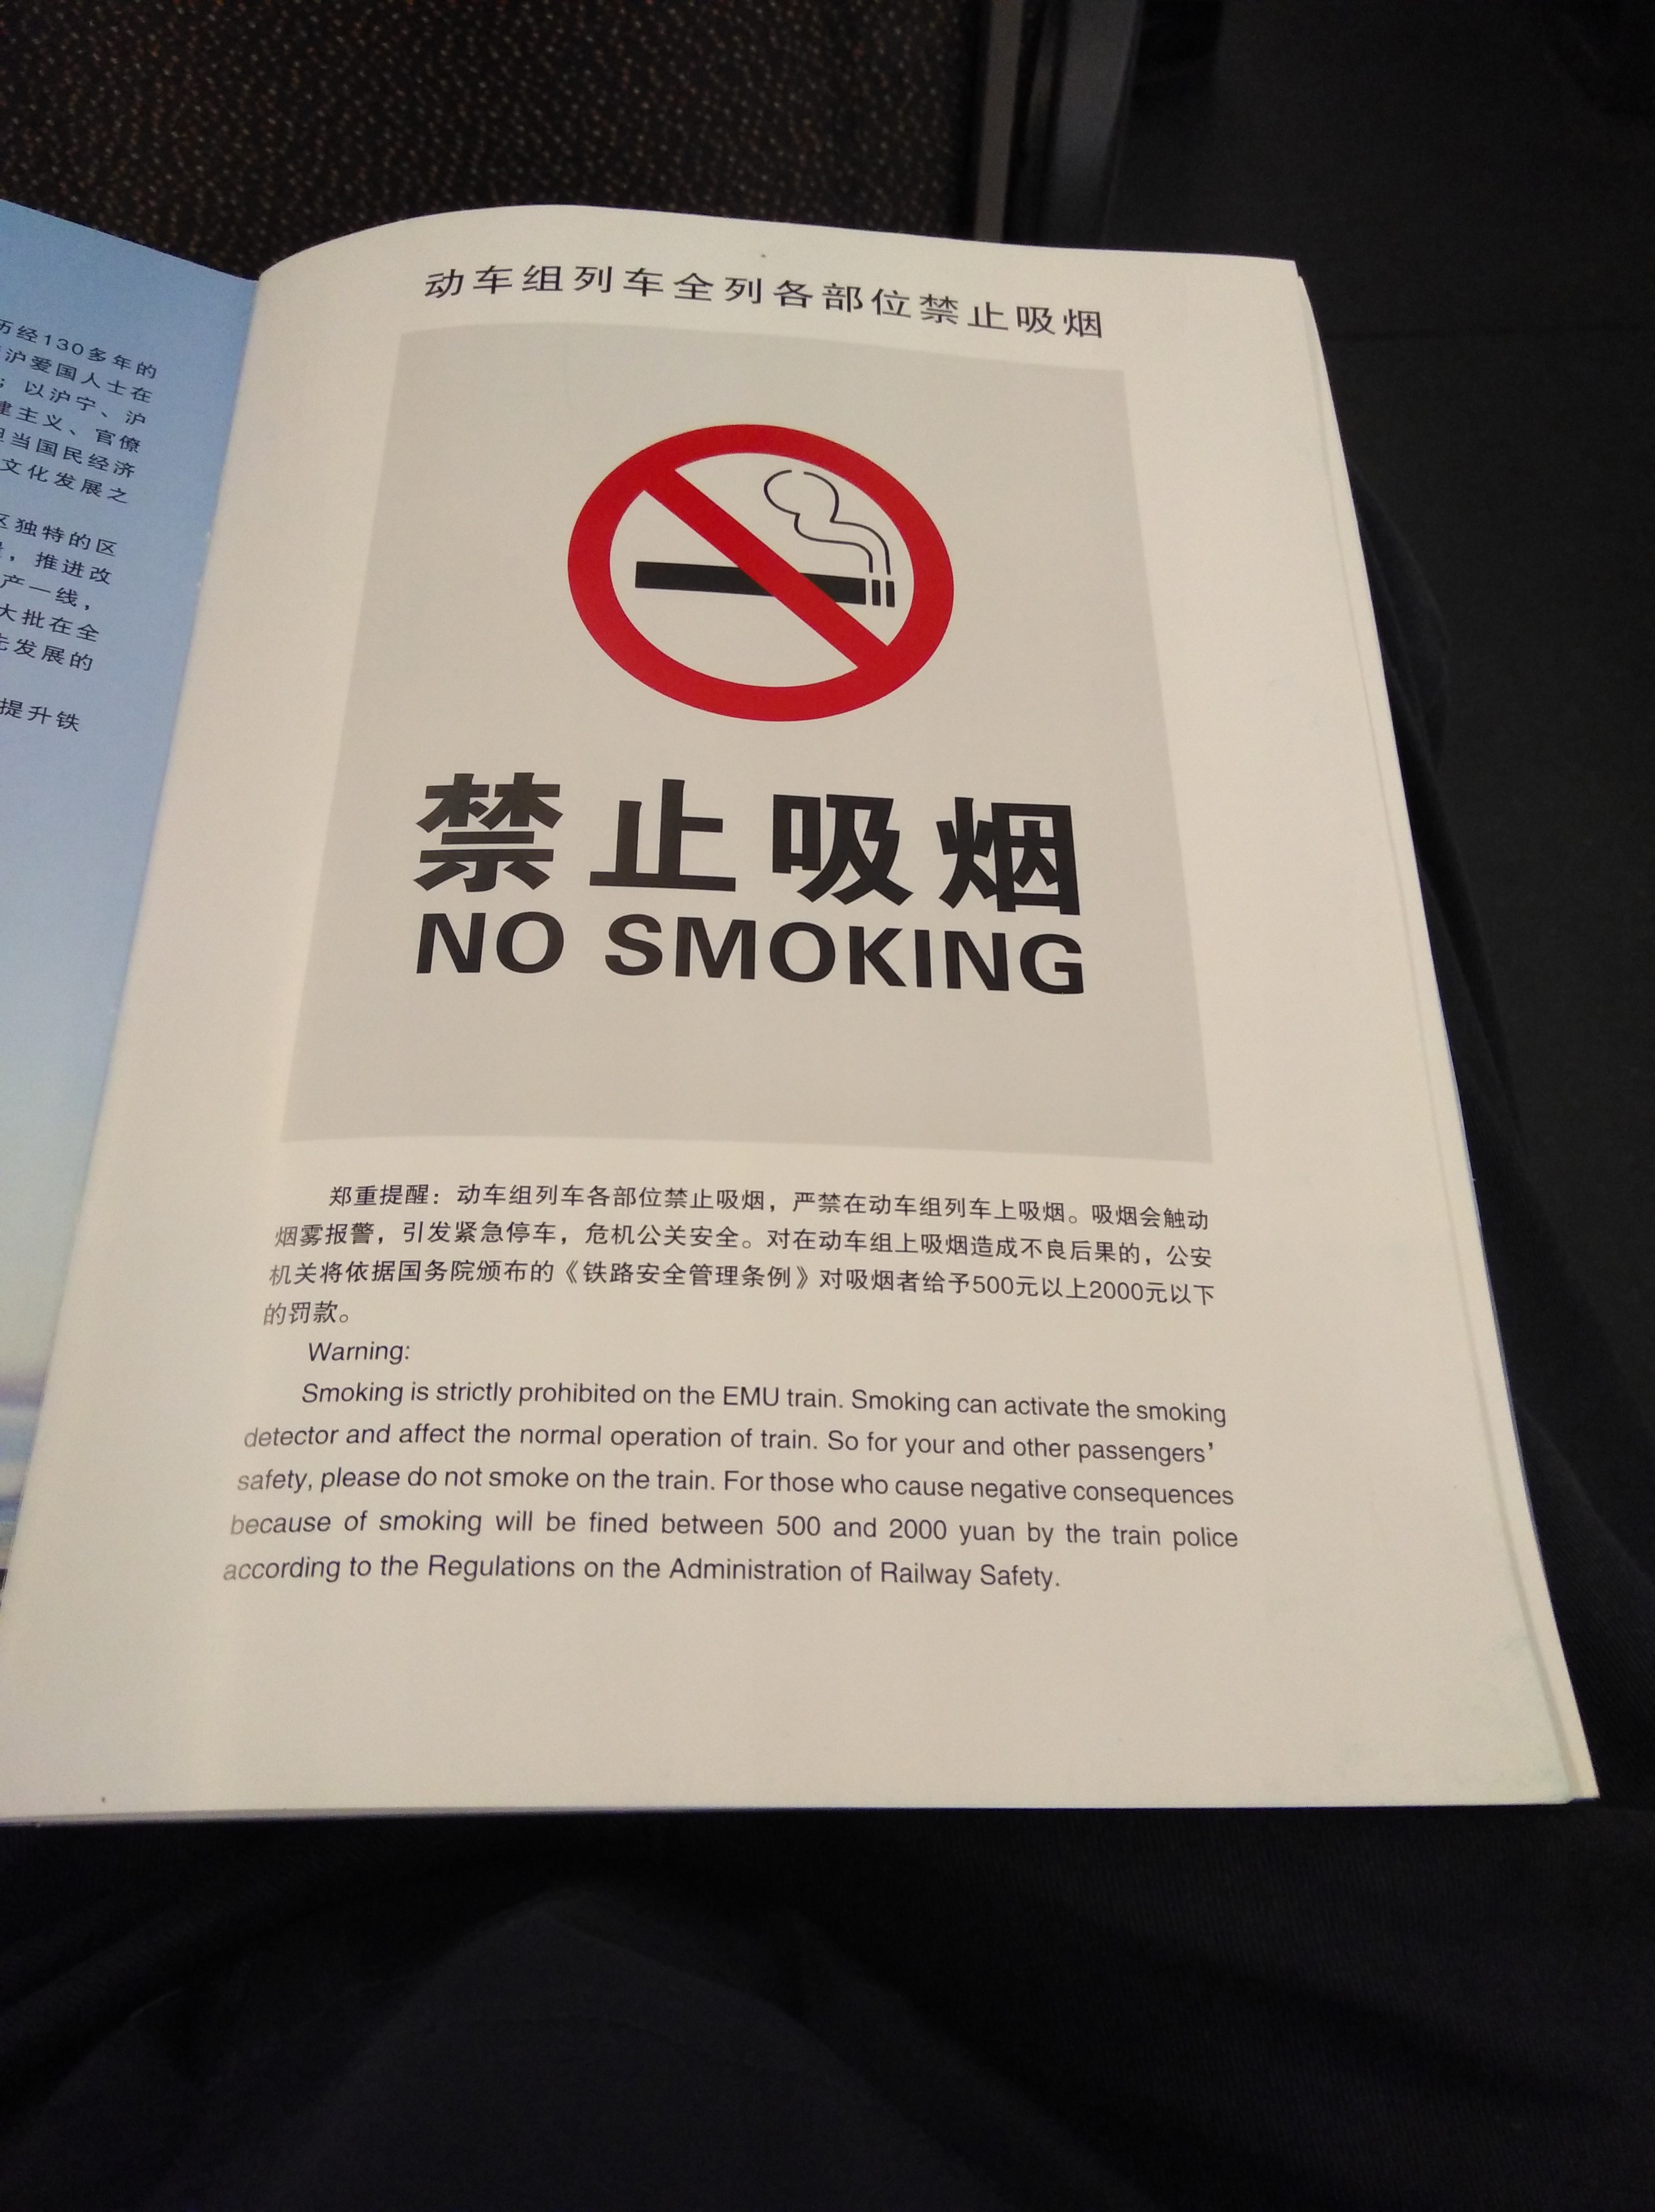 历经130多年的
沪爱国人士在
；以沪宁、沪
建主义、官僚
担当国民经济
文化发展之
区独特的区
，推进改
产一线，
大批在全
先发展的
提升铁
动车组列车全列各部位禁止吸烟
禁止吸烟
NO SMOKING
郑重提醒：动车组列车各部位禁止吸烟，严禁在动车组列车上吸烟。吸烟会触动
烟雾报警，引发紧急停车，危机公关安全。对在动车组上吸烟造成不良后果的，公安
机关将依据国务院颁布的《铁路安全管理条例》对吸烟者给予500元以上2000元以下
的罚款。
Warning:
Smoking is strictly prohibited on the EMU train. Smoking can activate the smoking
detector and affect the normal operation of train. So for your and other passengers’
safety, please do not smoke on the train. For those who cause negative consequences
because of smoking will be fined between 500 and 2000 yuan by the train police
according to the Regulations on the Administration of Railway Safety.